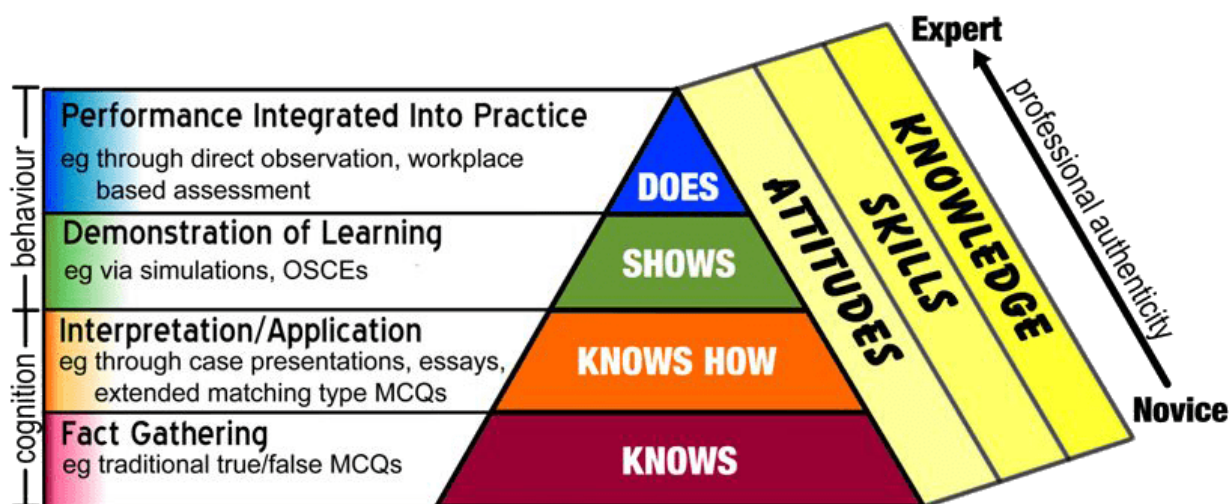 Expert
professional authenticity
Novice
behaviour
cognition
Performance Integrated Into Practice
eg through direct observation, workplace
based assessment
DOES
Demonstration of Learning
eg via simulations, OSCEs
SHOWS
Interpretation/Application
eg through case presentations, essays,
extended matching type MCQs
KNOWS HOW
Fact Gathering
eg traditional true/false MCQs
KNOWS
ATTITUDES
SKILLS
KNOWLEDGE